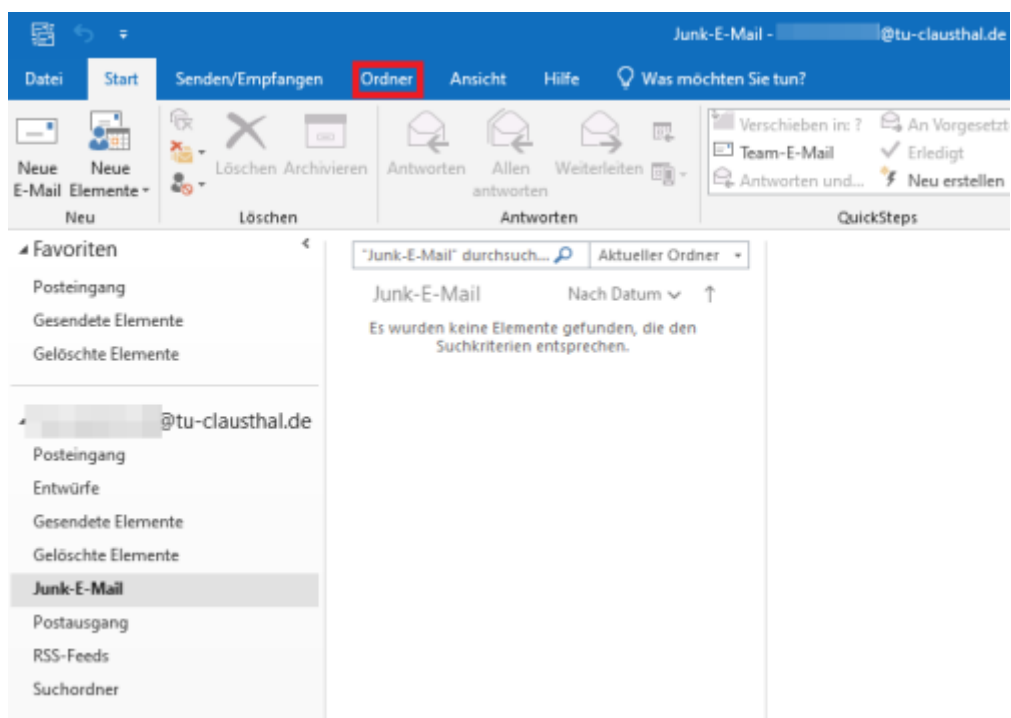 Junk-E-Mail - @tu-clausthal.de
Datei Start Senden/Empfangen Ordner Ansicht Hilfe Was möchten Sie tun?
Neue E-Mail
Neue Elemente
Löschen Archivieren
Antworten
Allen antworten
Weiterleiten
Verschieben in: ?
An Vorgesetzt
Team-E-Mail
Erledigt
Antworten und...
Neu erstellen
Neu
Löschen
Antworten
QuickSteps
Favoriten
Posteingang
Gesendete Elemente
Gelöschte Elemente
@tu-clausthal.de
Posteingang
Entwürfe
Gesendete Elemente
Gelöschte Elemente
Junk-E-Mail
Postausgang
RSS-Feeds
Suchordner
"Junk-E-Mail" durchsuch... Aktueller Ordner
Junk-E-Mail Nach Datum
Es wurden keine Elemente gefunden, die den
Suchkriterien entsprechen.